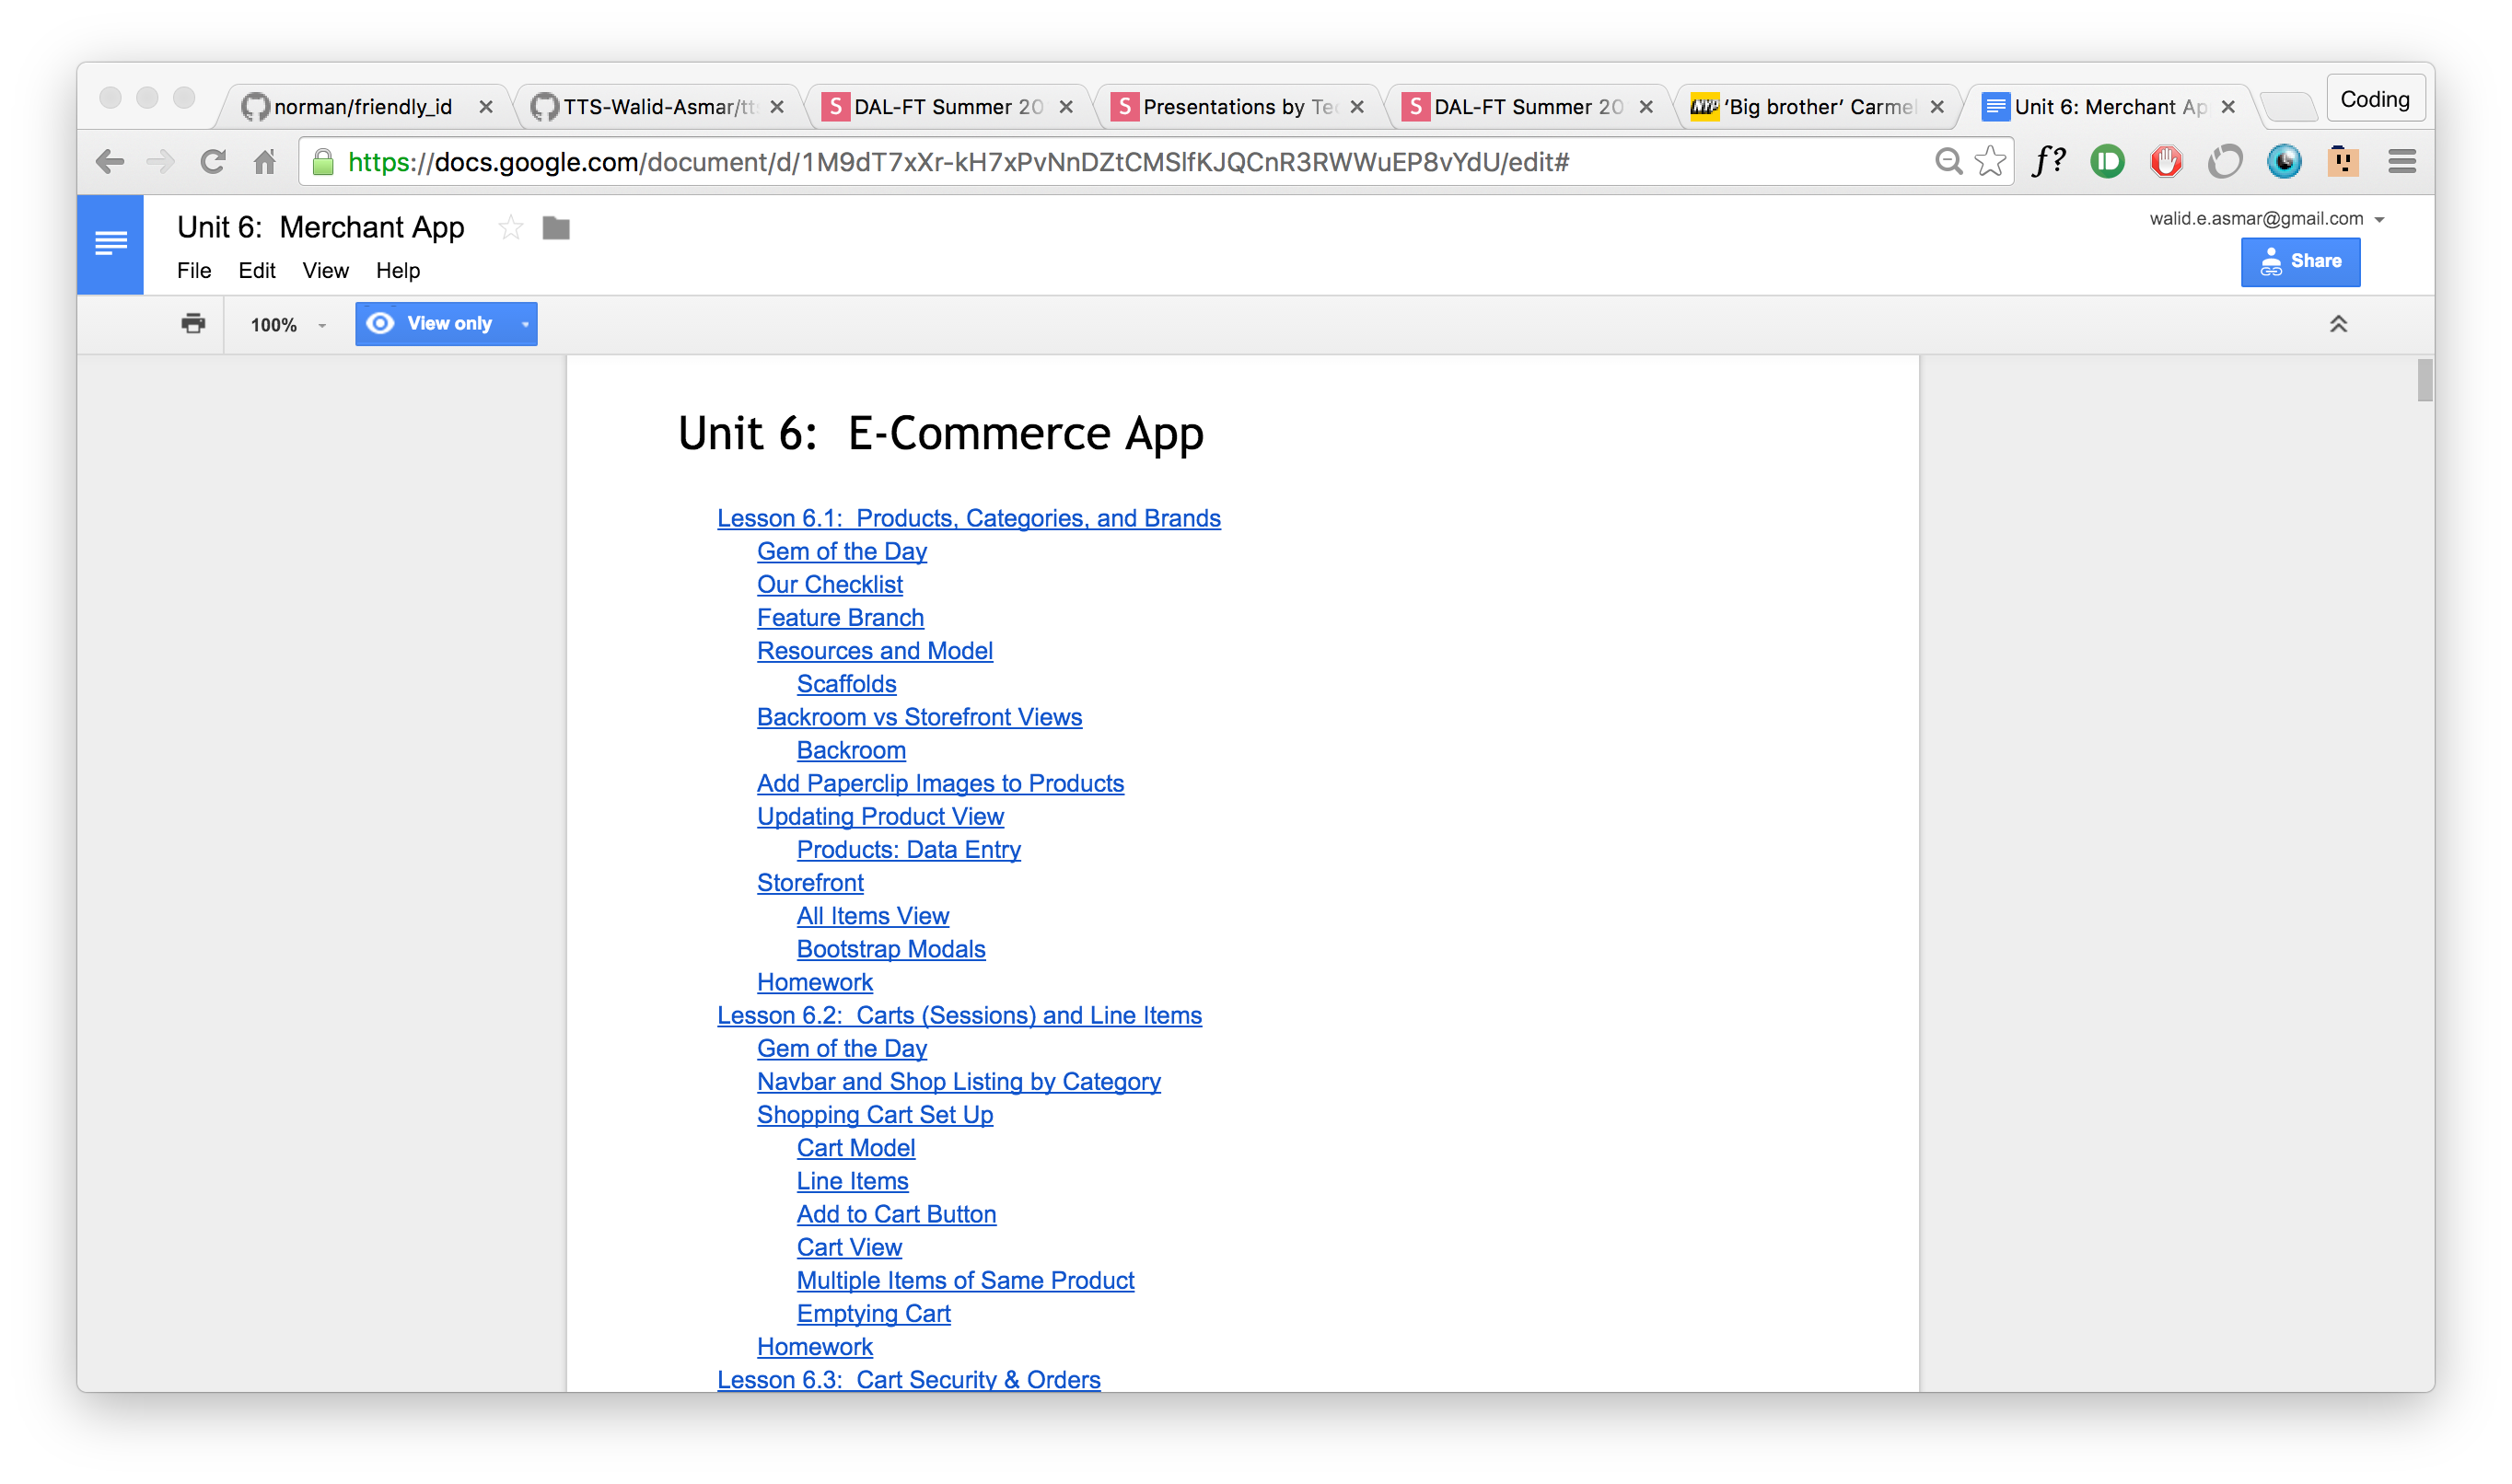 norman/friendly_id
TTS-Walid-Asmar/tts
DAL-FT Summer 20
Presentations by Tec
DAL-FT Summer 20
'Big brother' Carmel
Unit 6: Merchant Ap
Coding
https://docs.google.com/document/d/1M9dT7xXr-kH7xPvNnDZtCMSlfKJQCnR3RWWuEP8vYdU/edit#
f?
Unit 6: Merchant App
walid.e.asmar@gmail.com
File Edit View Help
Share
100%
View only
Unit 6: E-Commerce App
Lesson 6.1: Products, Categories, and Brands
Gem of the Day
Our Checklist
Feature Branch
Resources and Model
Scaffolds
Backroom vs Storefront Views
Backroom
Add Paperclip Images to Products
Updating Product View
Products: Data Entry
Storefront
All Items View
Bootstrap Modals
Homework
Lesson 6.2: Carts (Sessions) and Line Items
Gem of the Day
Navbar and Shop Listing by Category
Shopping Cart Set Up
Cart Model
Line Items
Add to Cart Button
Cart View
Multiple Items of Same Product
Emptying Cart
Homework
Lesson 6.3: Cart Security & Orders